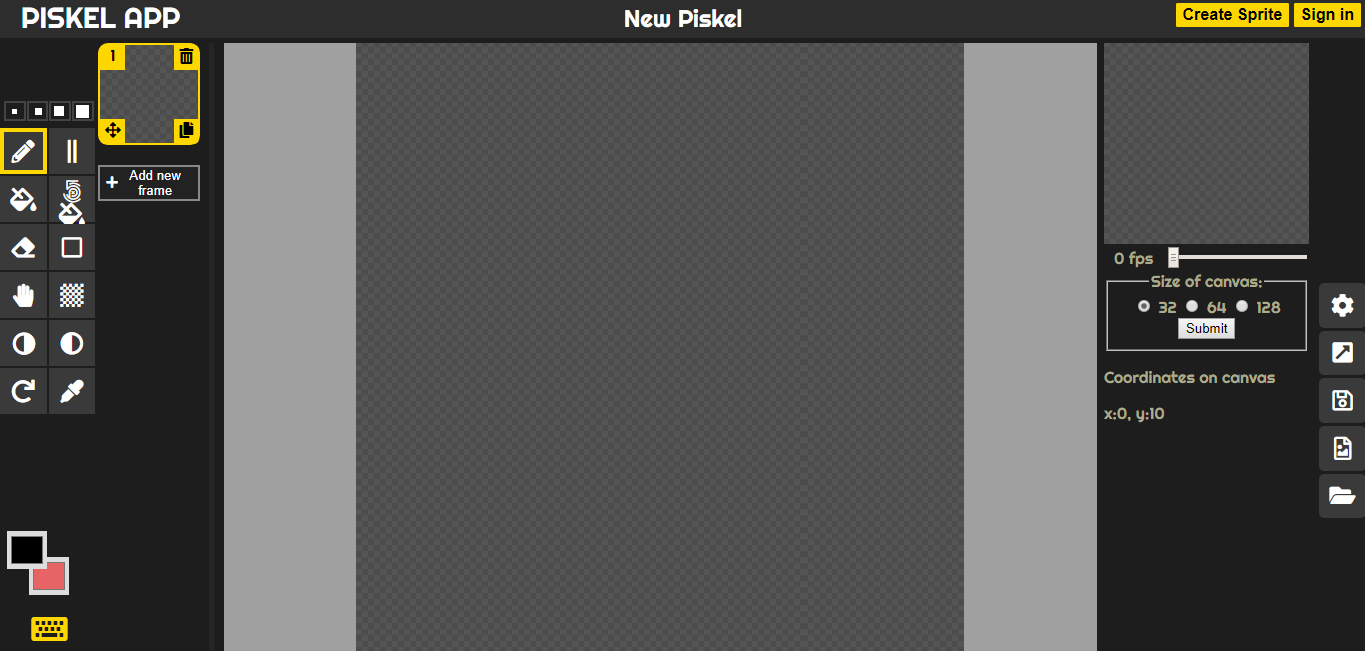 PISKEL APP
New Piskel
Create Sprite
Sign in
1
Add new
frame
5
0 fps
Size of canvas:
32
64
128
Submit
Coordinates on canvas
x:0, y:10